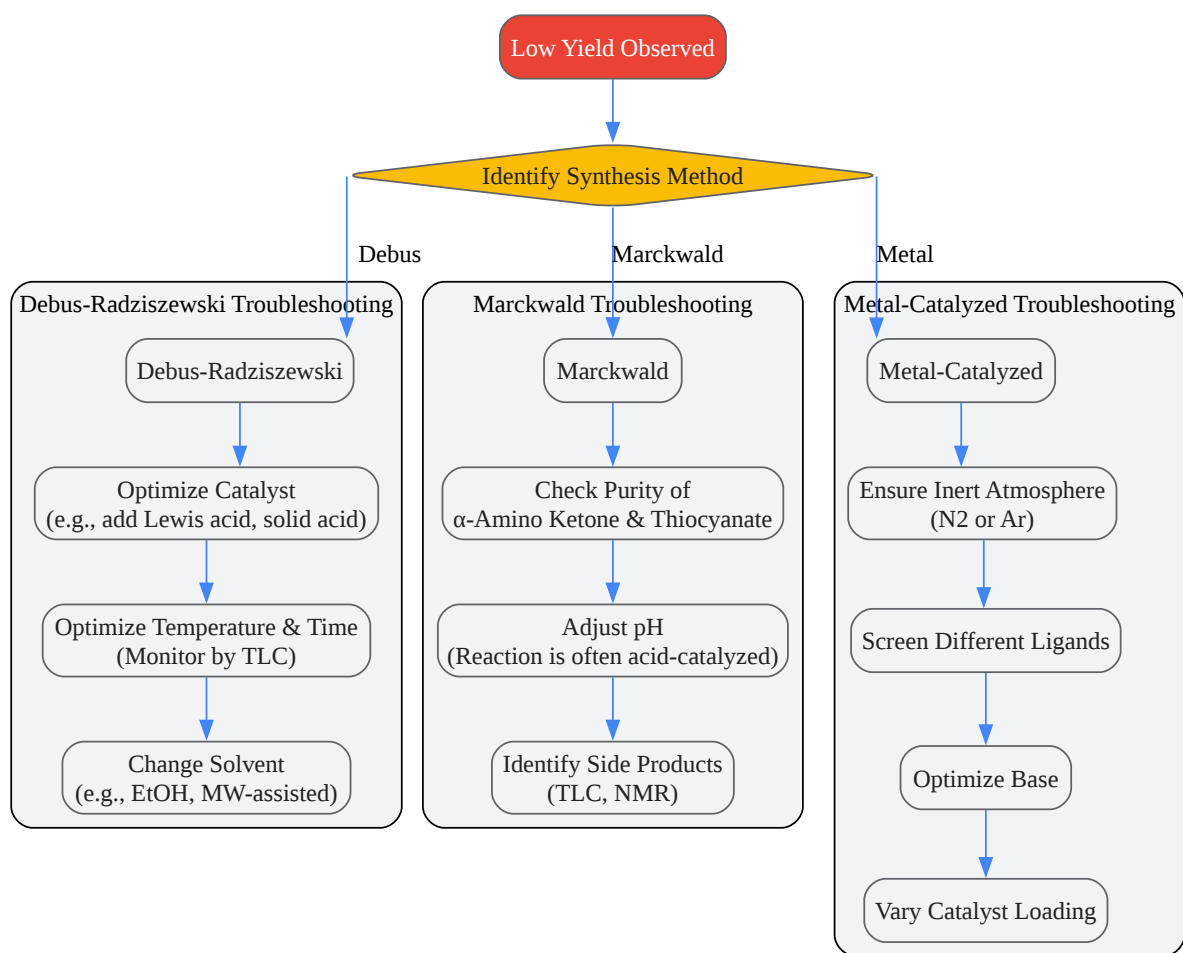 Low Yield Observed
Identify Synthesis Method
Debus
Marckwald
Metal
Debus-Radziszewski Troubleshooting
Debus-Radziszewski
Optimize Catalyst
(e.g., add Lewis acid, solid acid)
Optimize Temperature & Time
(Monitor by TLC)
Change Solvent
(e.g., EtOH, MW-assisted)
Marckwald Troubleshooting
Marckwald
Check Purity of
α-Amino Ketone & Thiocyanate
Adjust pH
(Reaction is often acid-catalyzed)
Identify Side Products
(TLC, NMR)
Metal-Catalyzed Troubleshooting
Metal-Catalyzed
Ensure Inert Atmosphere
(N2 or Ar)
Screen Different Ligands
Optimize Base
Vary Catalyst Loading